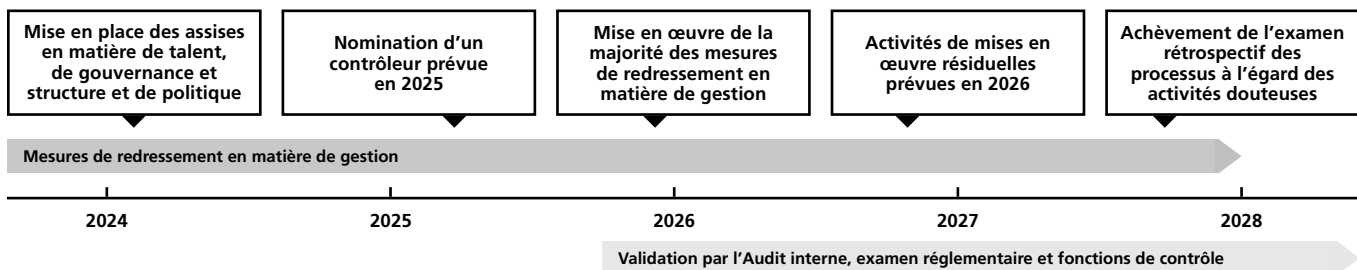 Mise en place des assises
en matière de talent,
de gouvernance et
structure et de politique
Nomination d’un
contrôleur prévue
en 2025
Mise en œuvre de la
majorité des mesures
de redressement en
matière de gestion
Activités de mises en
œuvre résiduelles
prévues en 2026
Achèvement de l’examen
rétrospectif des
processus à l’égard des
activités douteuses
Mesures de redressement en matière de gestion
2024
2025
2026
2027
2028
Validation par l’Audit interne, examen réglementaire et fonctions de contrôle